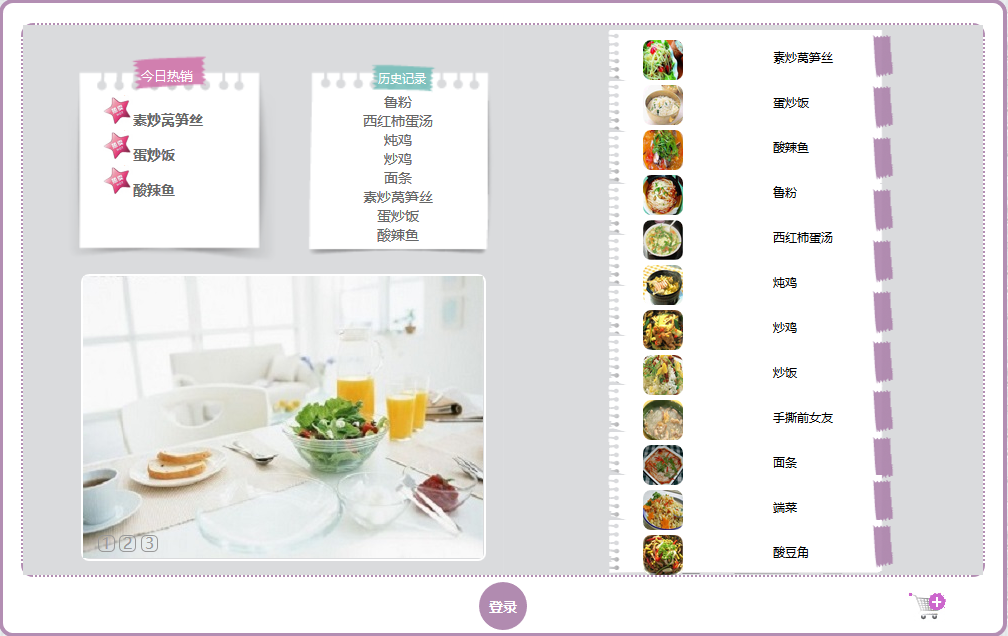 今日热销
素炒莴笋丝
蛋炒饭
酸辣鱼
历史记录
鲁粉
西红柿蛋汤
炖鸡
炒鸡
面条
素炒莴笋丝
蛋炒饭
酸辣鱼
1 2 3
素炒莴笋丝
蛋炒饭
酸辣鱼
鲁粉
西红柿蛋汤
炖鸡
炒鸡
炒饭
手撕前女友
面条
端菜
酸豆角
登录